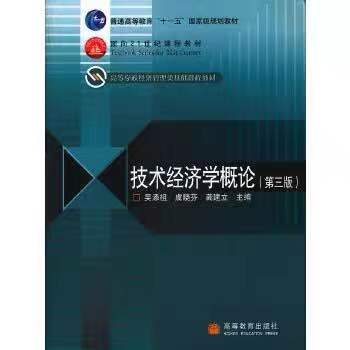 普通高等教育“十一五”国家级规划教材
面向21世纪课程教材
Textbook Series for 21st Century
高等学校经济管理类核心课程教材
技术经济学概论(第三版)
吴添祖 虞晓芬 龚建立 主编
高等教育出版社
HIGHER EDUCATION PRESS